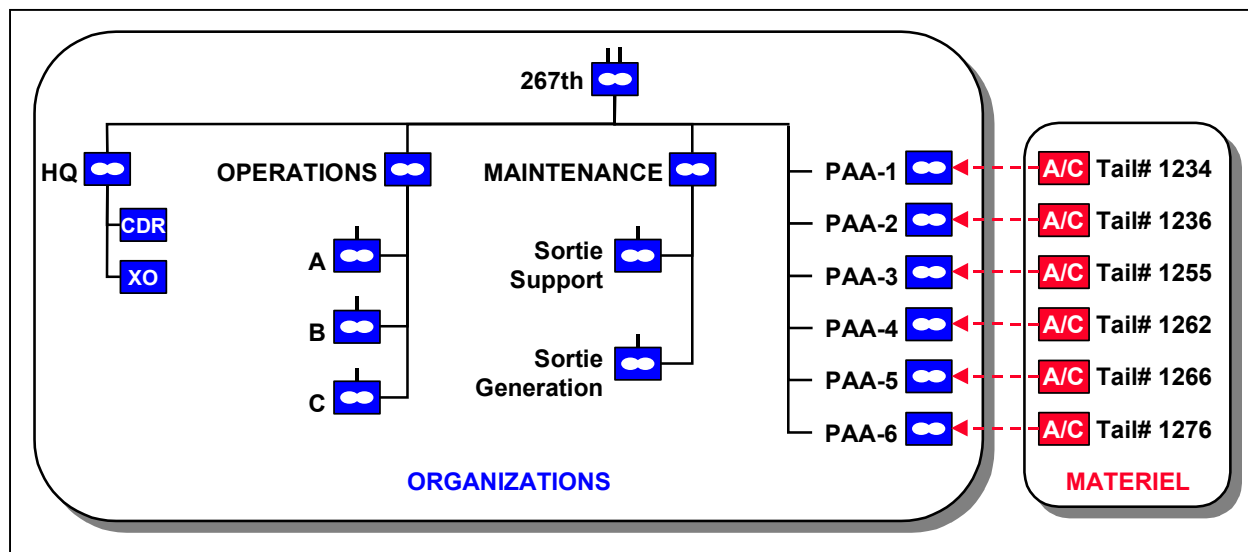 267th
HQ
OPERATIONS
MAINTENANCE
CDR
XO
A
B
C
Sortie
Support
Sortie
Generation
PAA-1
A/C Tail# 1234
PAA-2
A/C Tail# 1236
PAA-3
A/C Tail# 1255
PAA-4
A/C Tail# 1262
PAA-5
A/C Tail# 1266
PAA-6
A/C Tail# 1276
ORGANIZATIONS
MATERIEL